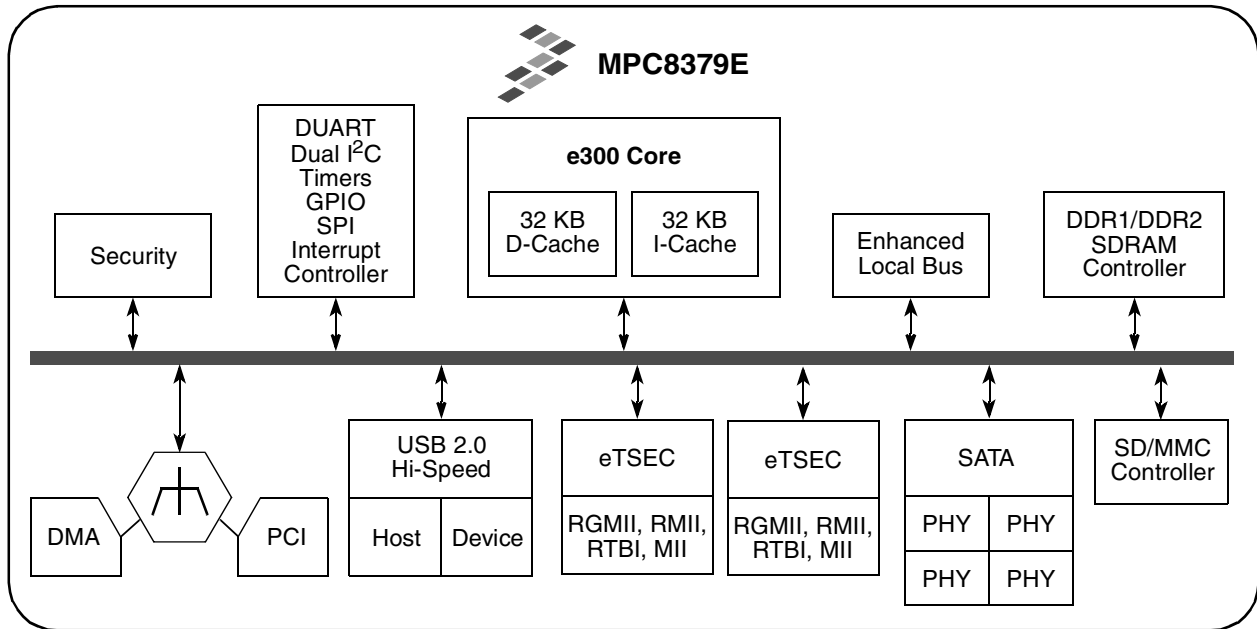 MPC8379E
DUART
Dual I²C
Timers
GPIO
SPI
Interrupt
Controller
e300 Core
32 KB
D-Cache
32 KB
I-Cache
Security
Enhanced
Local Bus
DDR1/DDR2
SDRAM
Controller
DMA
PCI
USB 2.0
Hi-Speed
Host
Device
eTSEC
RGMII, RMII,
RTBI, MII
eTSEC
RGMII, RMII,
RTBI, MII
SATA
PHY
PHY
PHY
PHY
SD/MMC
Controller